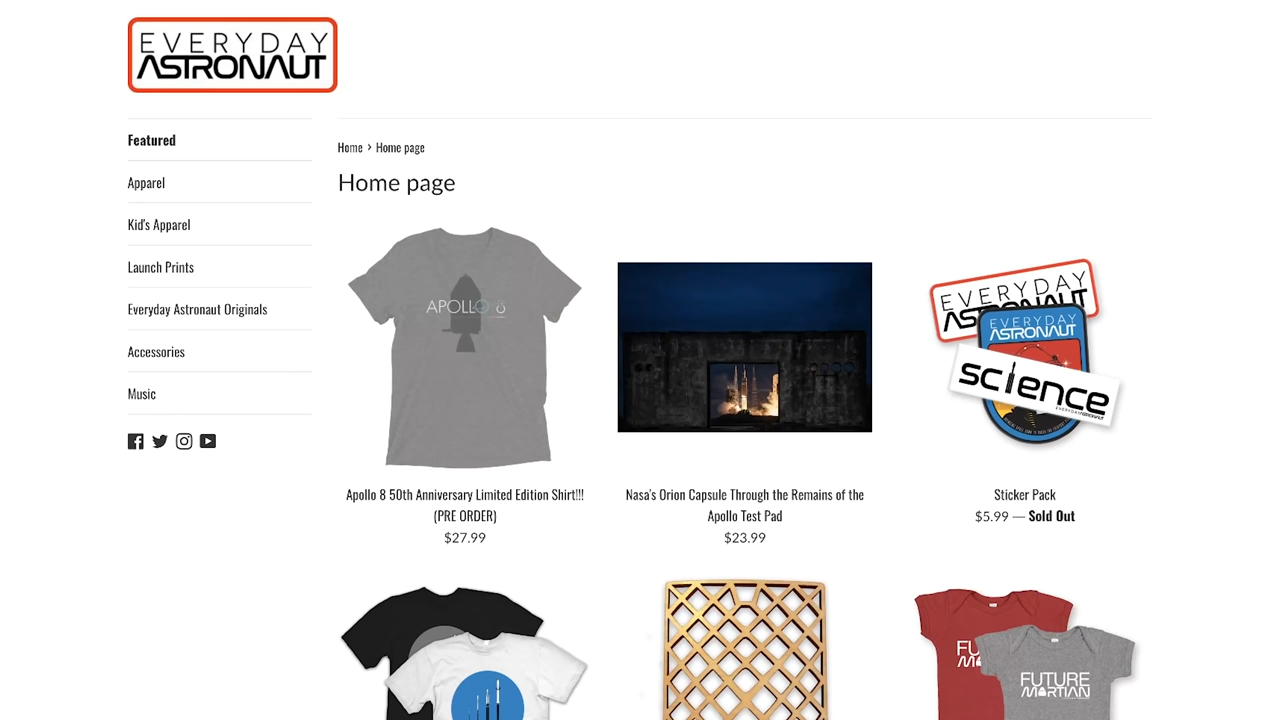 EVERYDAY
ASTRONAUT
Featured
Apparel
Kid's Apparel
Launch Prints
Everyday Astronaut Originals
Accessories
Music
Home › Home page
Home page
APOLLO 8
Apollo 8 50th Anniversary Limited Edition Shirt!!!
(PRE ORDER)
$27.99
Nasa's Orion Capsule Through the Remains of the
Apollo Test Pad
$23.99
EVERYDAY
ASTRONAUT
EVERYDAY
ASTRONAUT
science
EVERYDAY ASTRONAUT
Sticker Pack
$5.99 — Sold Out
FU
M
FUTURE
MARTIAN